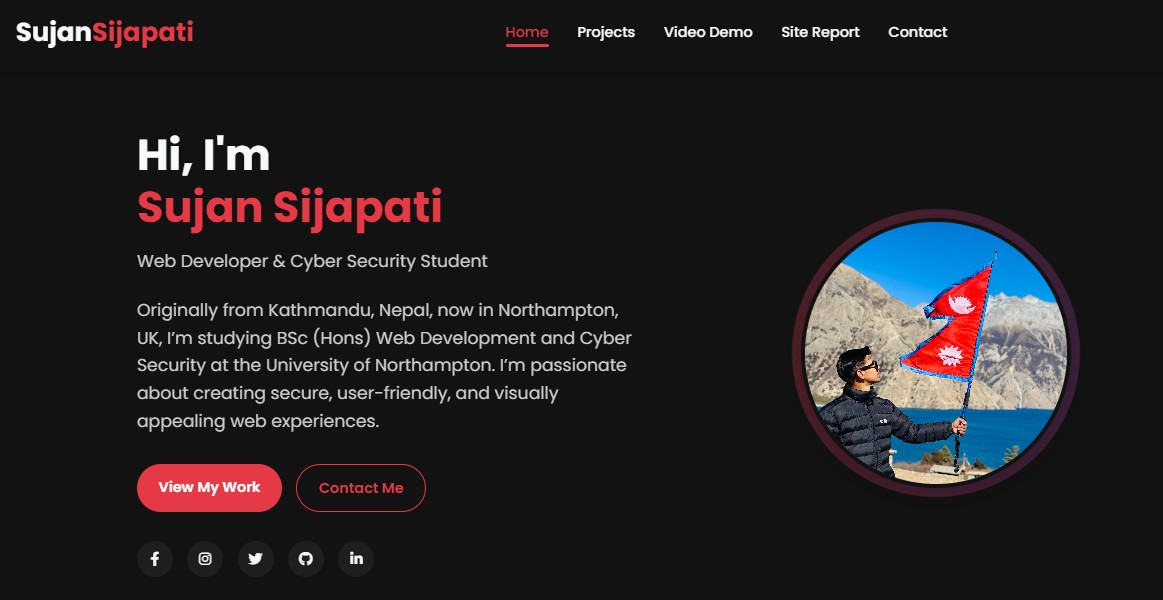 SujanSijapati
Home Projects Video Demo Site Report Contact
Hi, I'm
Sujan Sijapati
Web Developer & Cyber Security Student
Originally from Kathmandu, Nepal, now in Northampton,
UK, I’m studying BSc (Hons) Web Development and Cyber
Security at the University of Northampton. I’m passionate
about creating secure, user-friendly, and visually
appealing web experiences.
View My Work Contact Me